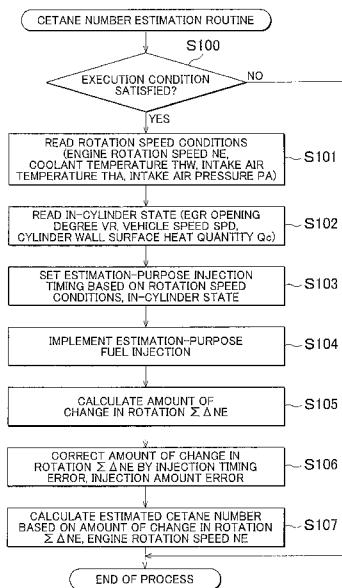 CETANE NUMBER ESTIMATION ROUTINE
S100
EXECUTION CONDITION
SATISFIED?
NO
YES
READ ROTATION SPEED CONDITIONS
(ENGINE ROTATION SPEED NE,
COOLANT TEMPERATURE THW, INTAKE AIR
TEMPERATURE THA, INTAKE AIR PRESSURE PA)
S101
READ IN-CYLINDER STATE (EGR OPENING
DEGREE VR, VEHICLE SPEED SPD,
CYLINDER WALL SURFACE HEAT QUANTITY Qc)
S102
SET ESTIMATION-PURPOSE INJECTION
TIMING BASED ON ROTATION SPEED
CONDITIONS, IN-CYLINDER STATE
S103
IMPLEMENT ESTIMATION-PURPOSE
FUEL INJECTION
S104
CALCULATE AMOUNT OF
CHANGE IN ROTATION Σ Δ NE
S105
CORRECT AMOUNT OF CHANGE IN
ROTATION Σ Δ NE BY INJECTION TIMING
ERROR, INJECTION AMOUNT ERROR
S106
CALCULATE ESTIMATED CETANE NUMBER
BASED ON AMOUNT OF CHANGE IN ROTATION
Σ Δ NE, ENGINE ROTATION SPEED NE
S107
END OF PROCESS